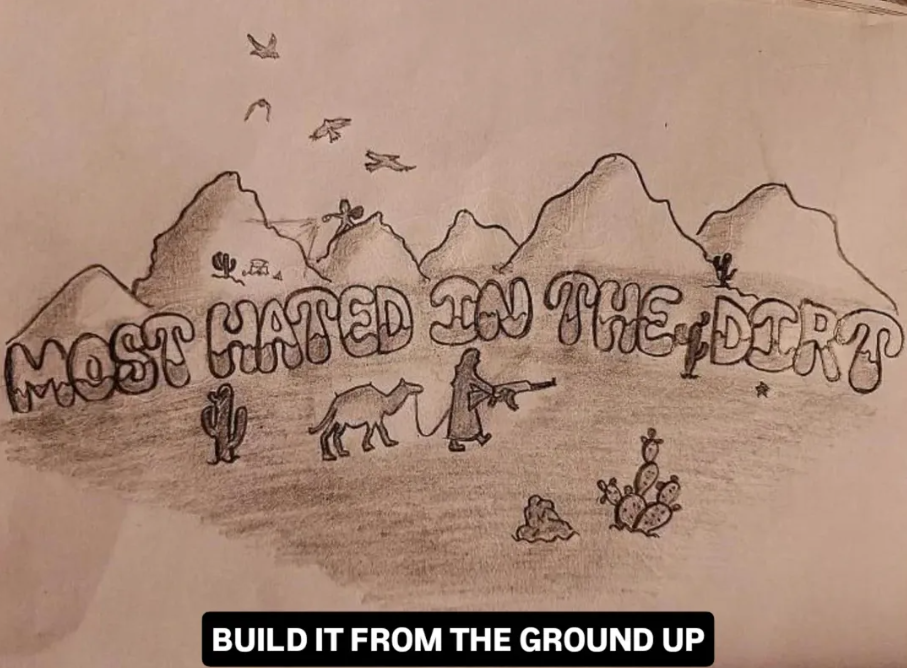 MOST HATED IN THE DIRT
BUILD IT FROM THE GROUND UP